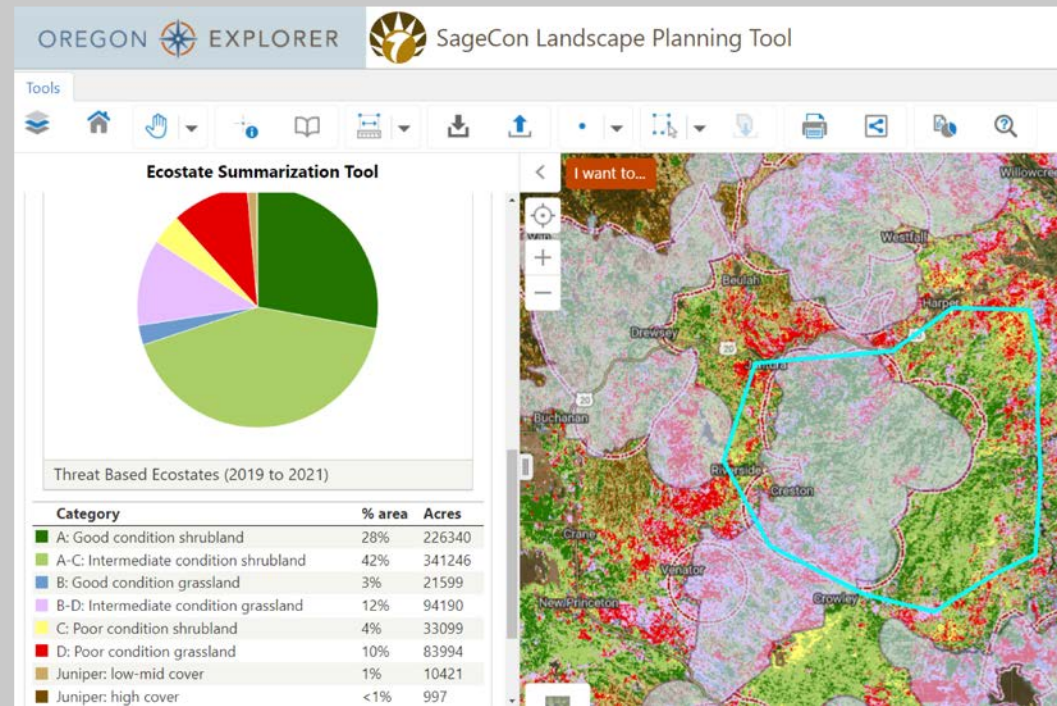 OREGON EXPLORER
SageCon Landscape Planning Tool
Tools
Ecostate Summarization Tool
Threat Based Ecostates (2019 to 2021)
Category % area Acres
A: Good condition shrubland 28% 226340
A-C: Intermediate condition shrubland 42% 341246
B: Good condition grassland 3% 21599
B-D: Intermediate condition grassland 12% 94190
C: Poor condition shrubland 4% 33099
D: Poor condition grassland 10% 83994
Juniper: low-mid cover 1% 10421
Juniper: high cover <1% 997
I want to...
Westfall
Beulah
Harper
Drewsey
20
20
Buchanan
Riverside
Creston
Crane
Venator
New Princeton
Crowley